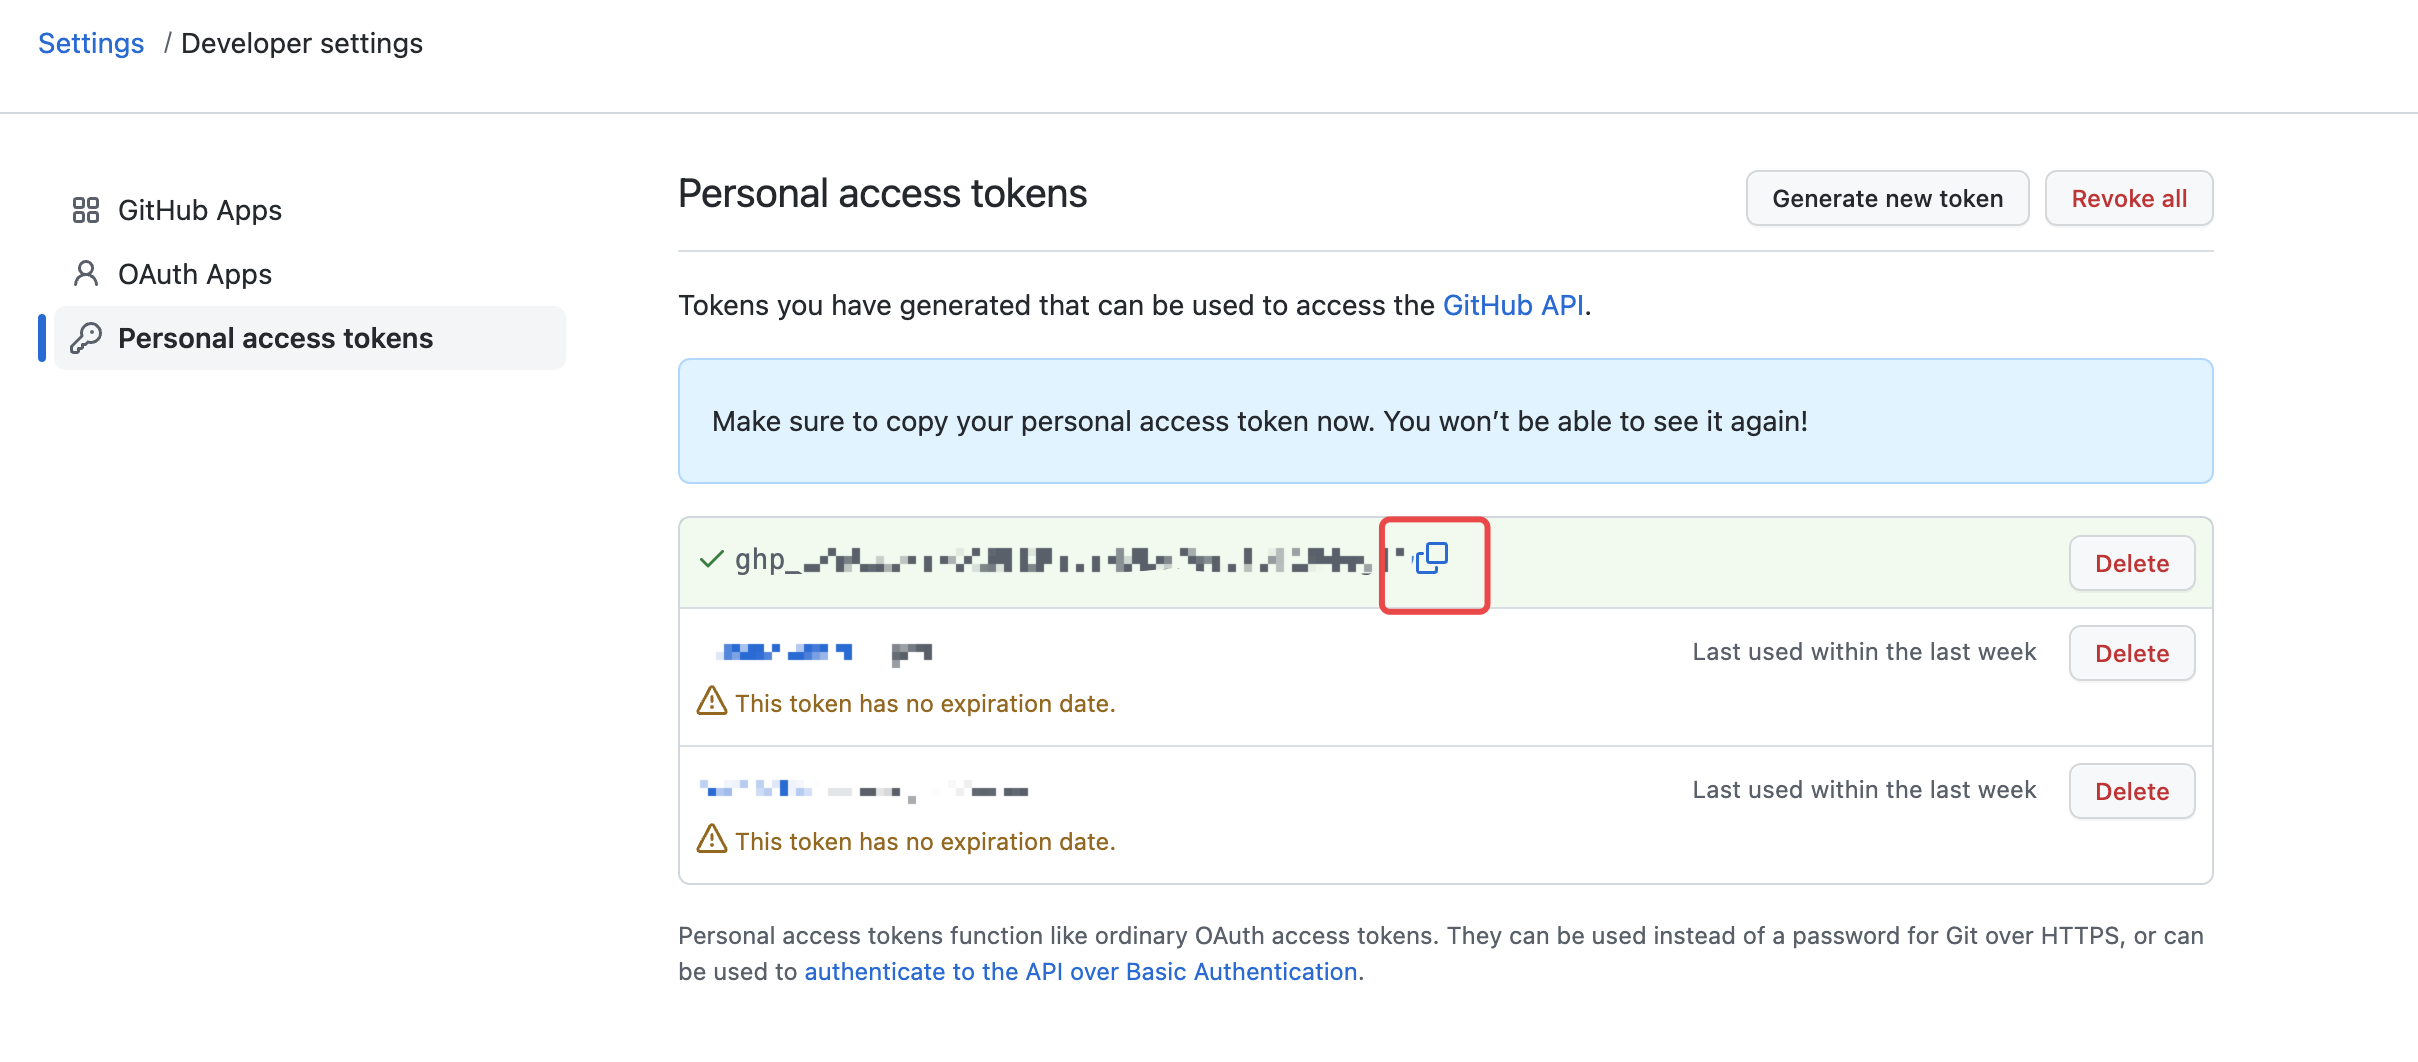 Settings / Developer settings
GitHub Apps
OAuth Apps
Personal access tokens
Personal access tokens
Generate new token
Revoke all
Tokens you have generated that can be used to access the GitHub API.
Make sure to copy your personal access token now. You won’t be able to see it again!
ghp_
Delete
Last used within the last week
Delete
This token has no expiration date.
Last used within the last week
Delete
This token has no expiration date.
Personal access tokens function like ordinary OAuth access tokens. They can be used instead of a password for Git over HTTPS, or can
be used to authenticate to the API over Basic Authentication.